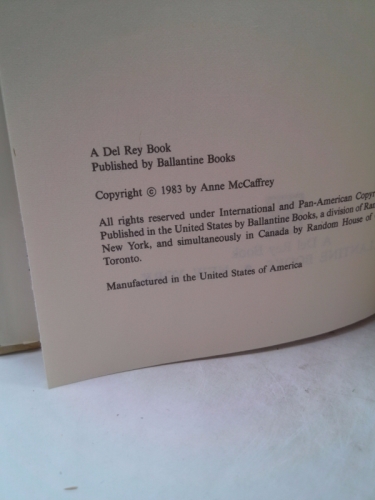 A Del Rey Book
Published by Ballantine Books
Copyright © 1983 by Anne McCaffrey
All rights reserved under International and Pan-American
Published in the United States by Ballantine Books, a division of
New York, and simultaneously in Canada by Random House of
Toronto.
Manufactured in the United States of America